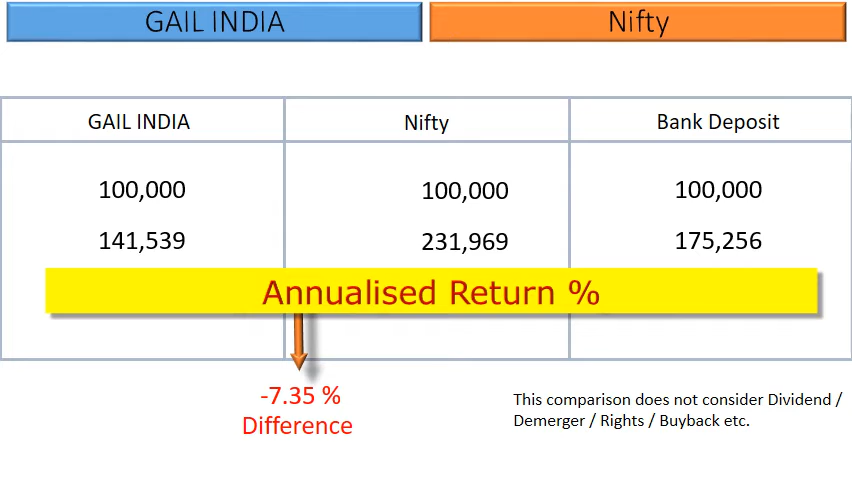 GAIL INDIA
Nifty
GAIL INDIA
Nifty
Bank Deposit
100,000
100,000
100,000
141,539
231,969
175,256
Annualised Return %
-7.35 %
Difference
This comparison does not consider Dividend /
Demerger / Rights / Buyback etc.